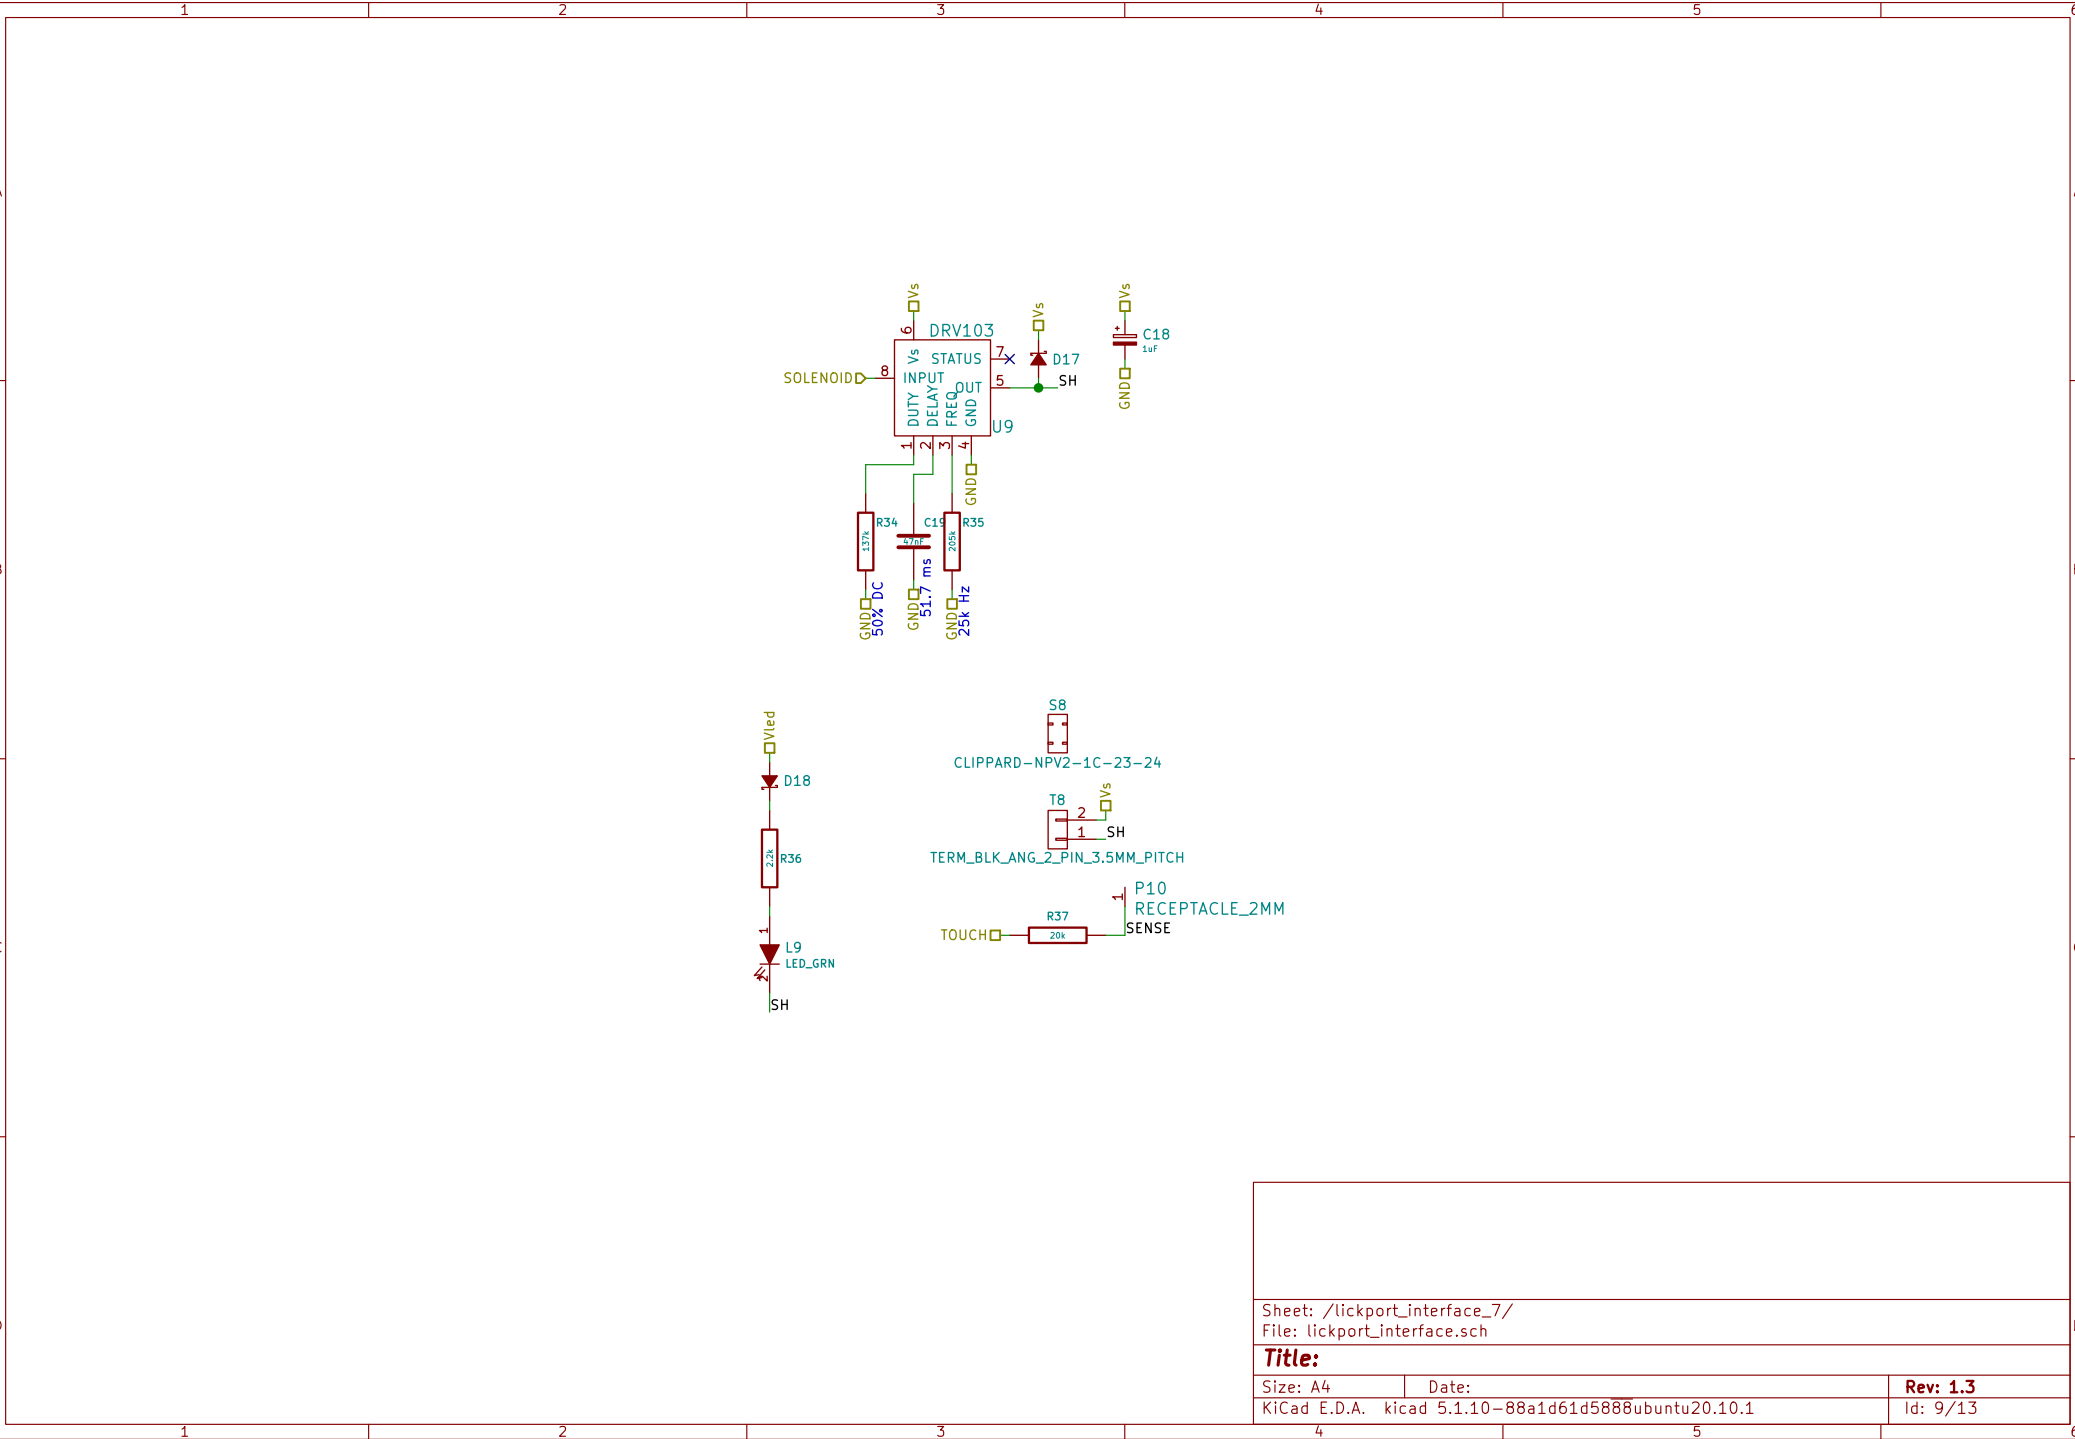 1 2 3 4 5 6
Vs
Vs
Vs
6
DRV103
C18
1uF
Vs
STATUS
7
D17
SOLENOID
8
INPUT
OUT
5
SH
GND
DUTY
DELAY
FREQ
GND
U9
1
2
3
4
GND
R34
137k
C19
47nF
R35
205k
50% DC
51.7 ms
25k Hz
GND
GND
GND
Vled
D18
2.2k
R36
1
L9
LED_GRN
2
SH
S8
CLIPPARD-NPV2-1C-23-24
Vs
T8
2
1
SH
TERM_BLK_ANG_2_PIN_3.5MM_PITCH
1
P10
RECEPTACLE_2MM
R37
TOUCH
20k
SENSE
Sheet: /lickport_interface_7/
File: lickport_interface.sch
Title:
Size: A4
Date:
Rev: 1.3
KiCad E.D.A. kicad 5.1.10-88a1d61d5888ubuntu20.10.1
Id: 9/13
1 2 3 4 5 6